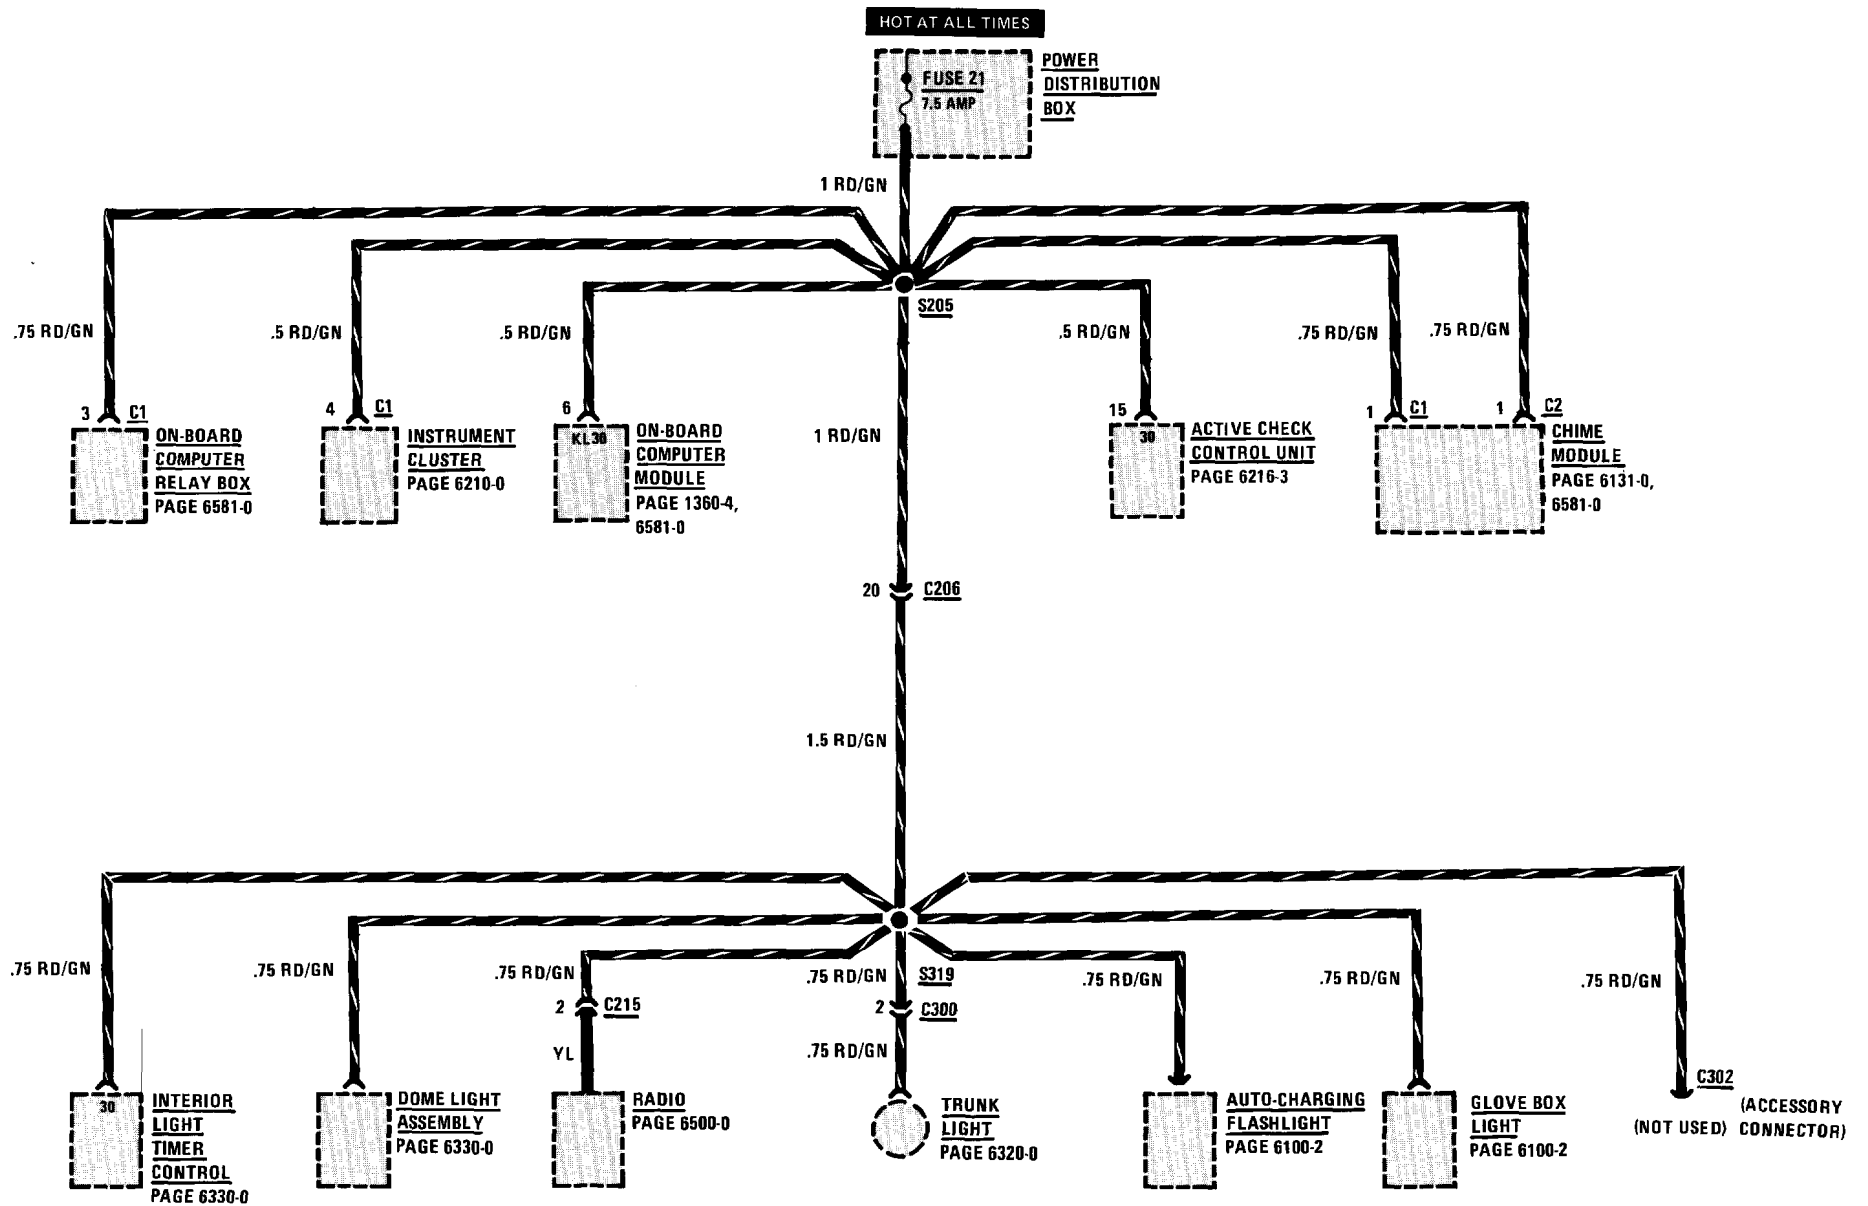 HOT AT ALL TIMES
FUSE 21
7.5 AMP
POWER
DISTRIBUTION
BOX
1 RD/GN
S205
.75 RD/GN
.5 RD/GN
.5 RD/GN
.5 RD/GN
.75 RD/GN
.75 RD/GN
3
C1
ON-BOARD
COMPUTER
RELAY BOX
PAGE 6581-0
4
C1
INSTRUMENT
CLUSTER
PAGE 6210-0
6
KL30
ON-BOARD
COMPUTER
MODULE
PAGE 1360-4,
6581-0
1 RD/GN
15
30
ACTIVE CHECK
CONTROL UNIT
PAGE 6216-3
1
C1
1
C2
CHIME
MODULE
PAGE 6131-0,
6581-0
20
C206
1.5 RD/GN
.75 RD/GN
.75 RD/GN
.75 RD/GN
.75 RD/GN
S319
.75 RD/GN
.75 RD/GN
.75 RD/GN
2
C215
2
C300
YL
.75 RD/GN
30
INTERIOR
LIGHT
TIMER
CONTROL
PAGE 6330-0
DOME LIGHT
ASSEMBLY
PAGE 6330-0
RADIO
PAGE 6500-0
TRUNK
LIGHT
PAGE 6320-0
AUTO-CHARGING
FLASHLIGHT
PAGE 6100-2
GLOVE BOX
LIGHT
PAGE 6100-2
C302
(NOT USED)
(ACCESSORY
CONNECTOR)